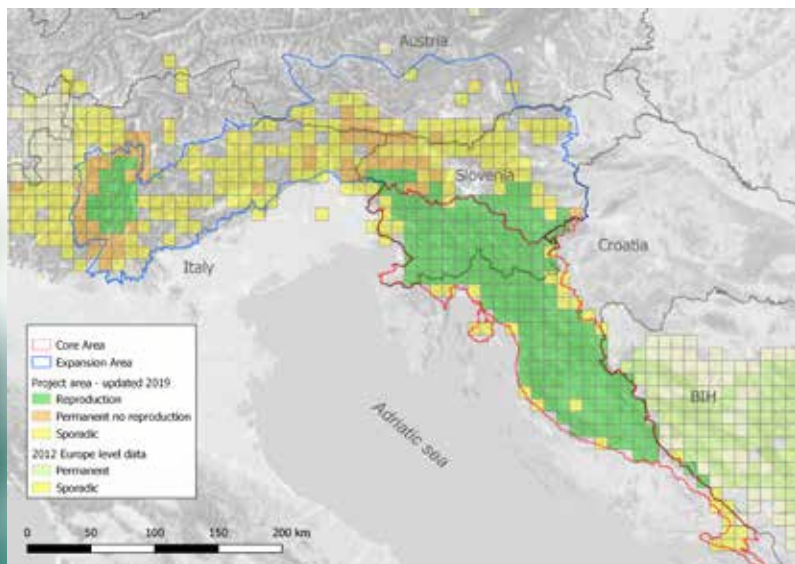 Austria
Slovenia
Croatia
Italy
BIH
Adriatic sea
Core Area
Expansion Area
Project area - updated 2019
Reproduction
Permanent no reproduction
Sporadic
2012 Europe level data
Permanent
Sporadic
0 50 100 150 200 km